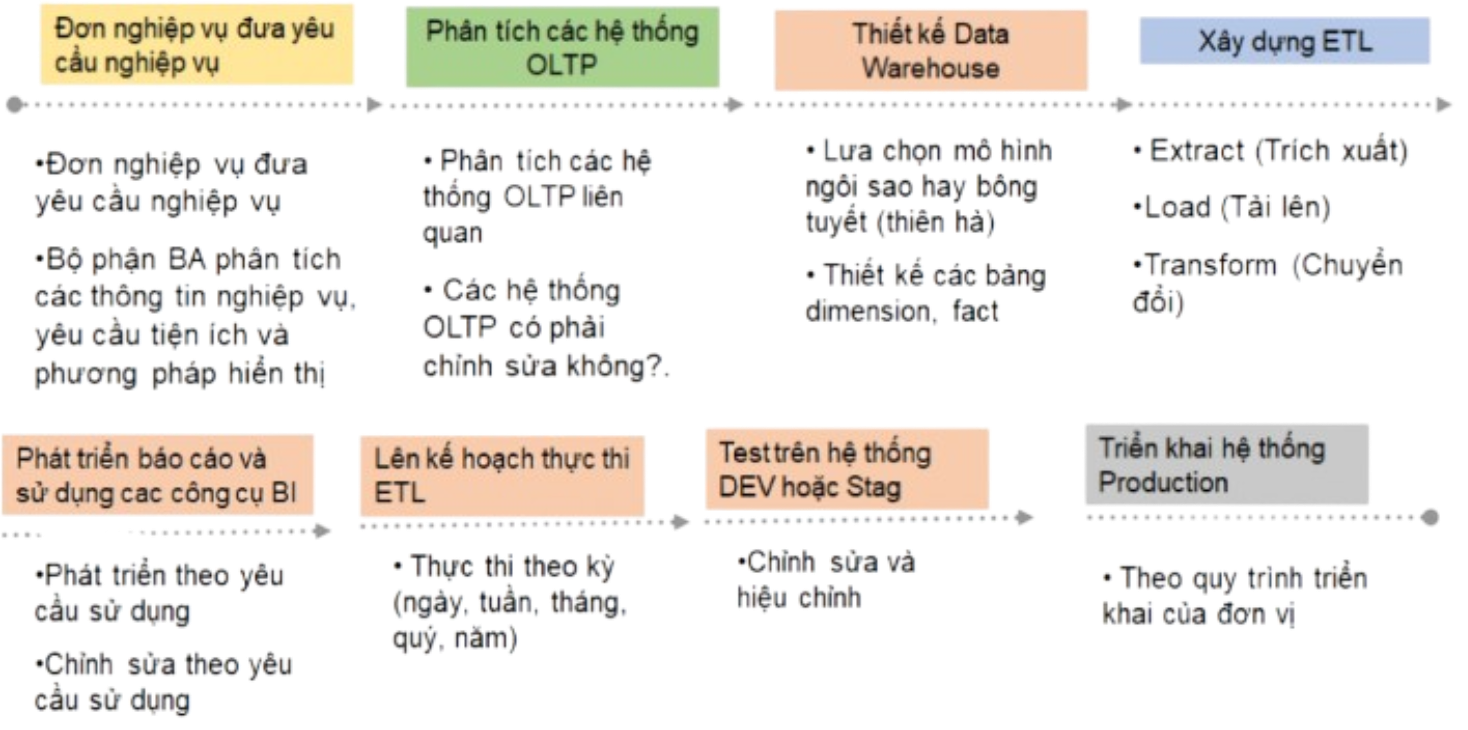 Đơn nghiệp vụ đưa yêu
cầu nghiệp vụ
•Đơn nghiệp vụ đưa
yêu cầu nghiệp vụ
•Bộ phận BA phân tích
các thông tin nghiệp vụ,
yêu cầu tiện ích và
phương pháp hiển thị
Phân tích các hệ thống
OLTP
• Phân tích các hệ
thống OLTP liên
quan
• Các hệ thống
OLTP có phải
chỉnh sửa không?.
Thiết kế Data
Warehouse
• Lưa chọn mô hình
ngôi sao hay bông
tuyết (thiên hà)
• Thiết kế các bảng
dimension, fact
Xây dựng ETL
• Extract (Trích xuất)
•Load (Tải lên)
•Transform (Chuyển
đổi)
Phát triển báo cáo và
sử dụng cac công cụ BI
•Phát triển theo yêu
cầu sử dụng
•Chỉnh sửa theo yêu
cầu sử dụng
Lên kế hoạch thực thi
ETL
• Thực thi theo kỳ
(ngày, tuần, tháng,
quý, năm)
Test trên hệ thống
DEV hoặc Stag
•Chỉnh sửa và
hiệu chỉnh
Triển khai hệ thống
Production
• Theo quy trình triển
khai của đơn vị